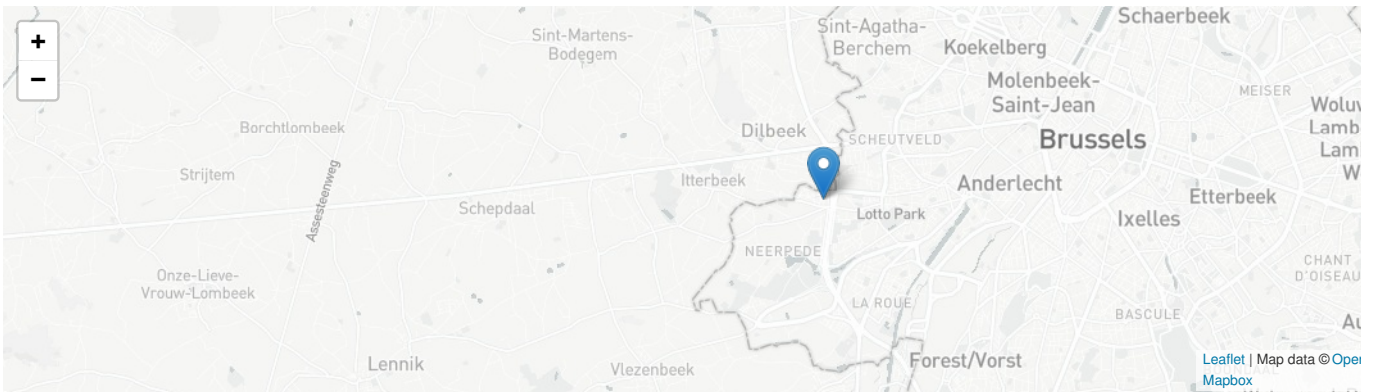 +
−
Sint-Martens-
Bodegem
Sint-Agatha-
Berchem
Schaerbeek
Koekelberg
Molenbeek-
Saint-Jean
MEISER
Borchtlombeek
Dilbeek
SCHEUTVELD
Brussels
Strijtem
Assesteenweg
Itterbeek
Anderlecht
Etterbeek
Schepdaal
Lotto Park
Ixelles
NEERPEDE
Onze-Lieve-
Vrouw-Lombeek
CHANT
D'OISEAU
LA ROUE
BASCULE
Lennik
Vlezenbeek
Forest/Vorst
Leaflet | Map data © Open
Mapbox